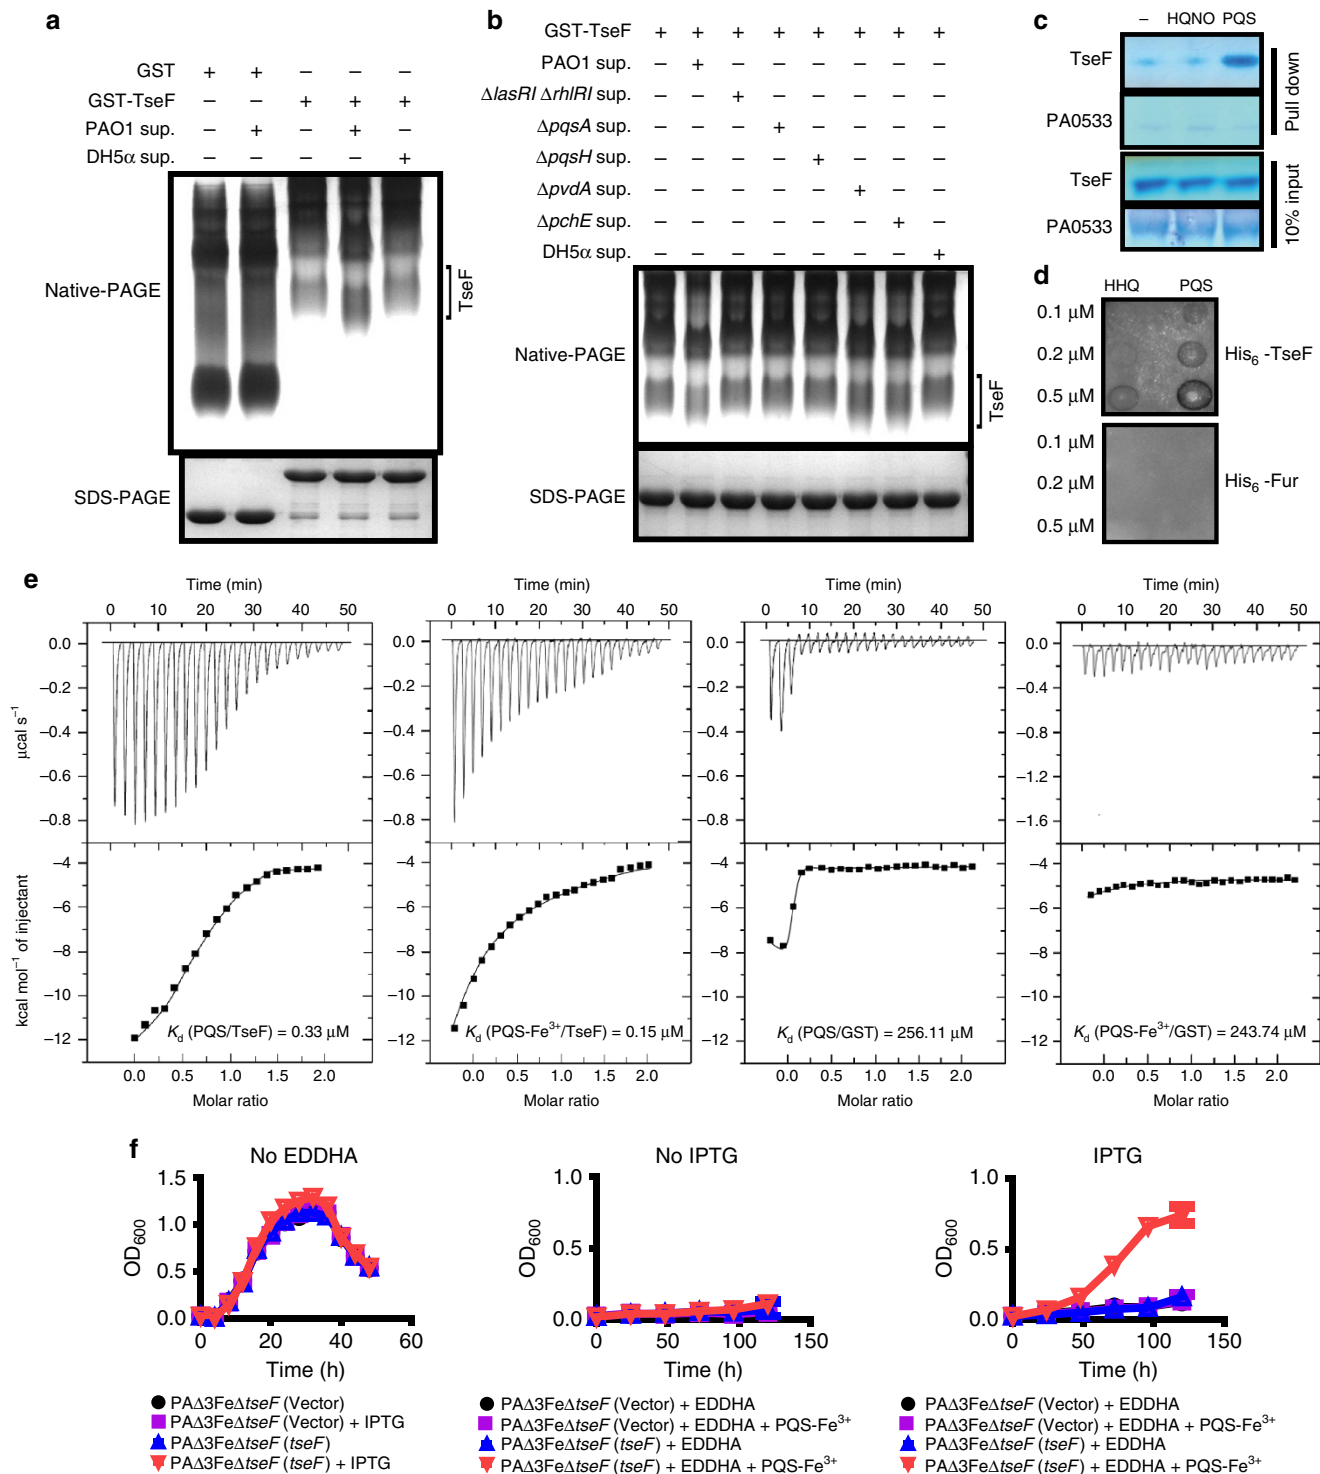 a
GST + + – – –
GST-TseF – – + + +
PAO1 sup. – + – + –
DH5α sup. – – – – +
Native-PAGE
TseF
SDS-PAGE
b
GST-TseF + + + + + + + +
PAO1 sup. – + – – – – – –
ΔlasRI ΔrhlRI sup. – – + – – – – –
ΔpqsA sup. – – – + – – – –
ΔpqsH sup. – – – – + – – –
ΔpvdA sup. – – – – – + – –
ΔpchE sup. – – – – – – + –
DH5α sup. – – – – – – – +
Native-PAGE
TseF
SDS-PAGE
c
– HQNO PQS
TseF
PA0533
Pull down
TseF
PA0533
10% input
d
HHQ PQS
0.1 μM
0.2 μM
0.5 μM
His6 -TseF
0.1 μM
0.2 μM
0.5 μM
His6 -Fur
e
Time (min)
0 10 20 30 40 50
0.0
–0.2
–0.4
–0.6
–0.8
μcal s–1
–4
–6
–8
–10
–12
kcal mol–1 of injectant
Kd (PQS/TseF) = 0.33 μM
0.0 0.5 1.0 1.5 2.0
Molar ratio
Time (min)
0 10 20 30 40 50
0.0
–0.2
–0.4
–0.6
–0.8
–4
–6
–8
–10
–12
Kd (PQS-Fe3+/TseF) = 0.15 μM
0.0 0.5 1.0 1.5 2.0
Molar ratio
Time (min)
0 10 20 30 40 50
0.0
–0.2
–0.4
–0.6
–0.8
–4
–6
–8
–10
–12
Kd (PQS/GST) = 256.11 μM
0.0 0.5 1.0 1.5 2.0
Molar ratio
Time (min)
0 10 20 30 40 50
0.0
–0.4
–0.8
–1.2
–1.6
–4
–6
–8
–10
–12
Kd (PQS-Fe3+/GST) = 243.74 μM
0.0 0.5 1.0 1.5 2.0
Molar ratio
f
No EDDHA
1.5
1.0
0.5
0.0
OD600
0 20 40 60
Time (h)
PAΔ3FeΔtseF (Vector)
PAΔ3FeΔtseF (Vector) + IPTG
PAΔ3FeΔtseF (tseF)
PAΔ3FeΔtseF (tseF) + IPTG
No IPTG
1.0
0.5
0.0
OD600
0 50 100 150
Time (h)
PAΔ3FeΔtseF (Vector) + EDDHA
PAΔ3FeΔtseF (Vector) + EDDHA + PQS-Fe3+
PAΔ3FeΔtseF (tseF) + EDDHA
PAΔ3FeΔtseF (tseF) + EDDHA + PQS-Fe3+
IPTG
1.0
0.5
0.0
OD600
0 50 100 150
Time (h)
PAΔ3FeΔtseF (Vector) + EDDHA
PAΔ3FeΔtseF (Vector) + EDDHA + PQS-Fe3+
PAΔ3FeΔtseF (tseF) + EDDHA
PAΔ3FeΔtseF (tseF) + EDDHA + PQS-Fe3+